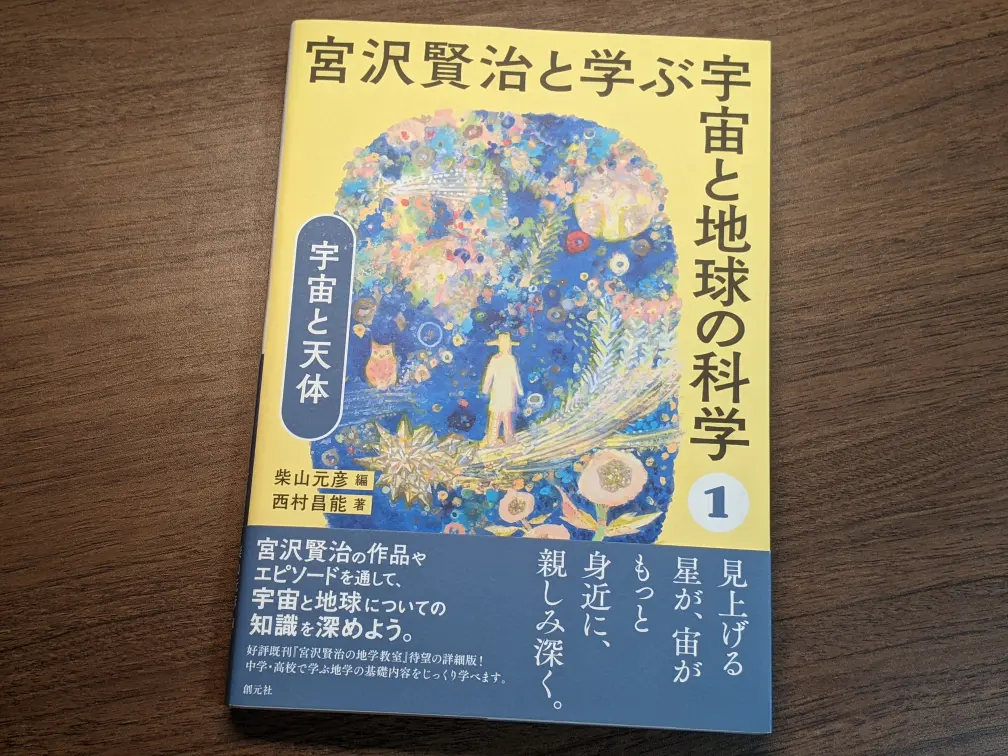 宮沢賢治と学ぶ宇宙と地球の科学
1
宇宙と天体
柴山元彦 編
西村昌能 著
見上げる
星が、宙が
もっと
身近に、
親しみ深く。
宮沢賢治の作品や
エピソードを通して、
宇宙と地球についての
知識を深めよう。
好評既刊『宮沢賢治の地学教室』待望の詳細版！
中学・高校で学ぶ地学の基礎内容をじっくり学べます。
創元社